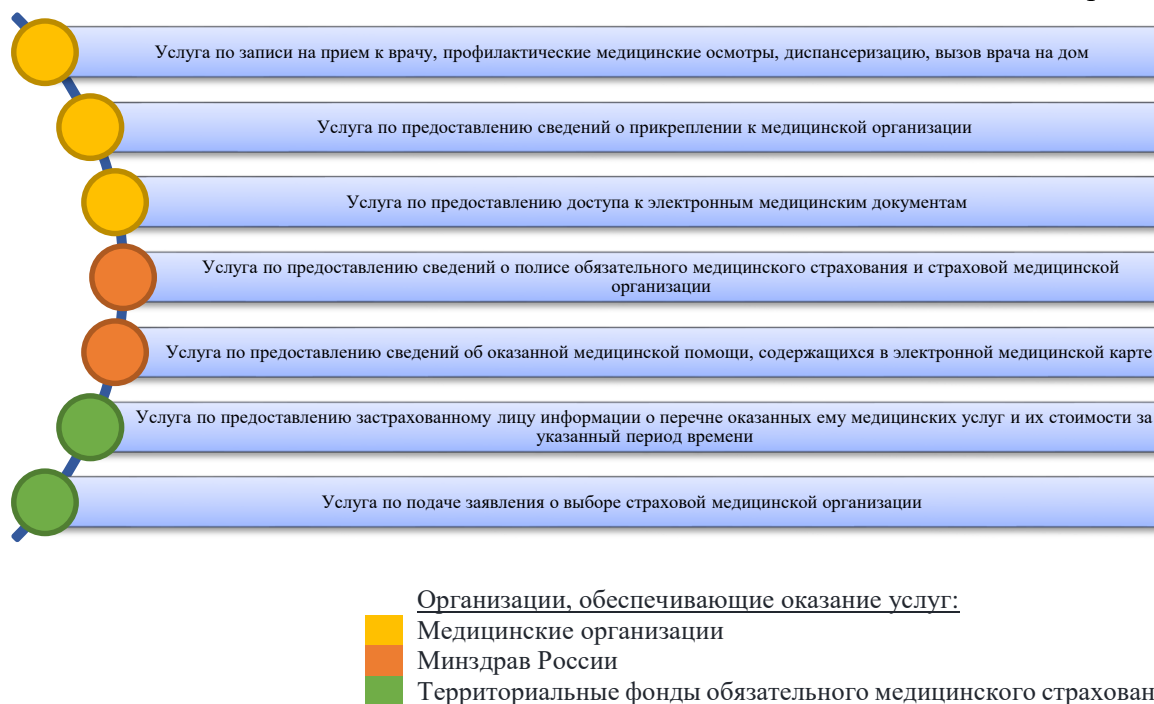 Услуга по записи на прием к врачу, профилактические медицинские осмотры, диспансеризацию, вызов врача на дом
Услуга по предоставлению сведений о прикреплении к медицинской организации
Услуга по предоставлению доступа к электронным медицинским документам
Услуга по предоставлению сведений о полисе обязательного медицинского страхования и страховой медицинской
организации
Услуга по предоставлению сведений об оказанной медицинской помощи, содержащихся в электронной медицинской карте
Услуга по предоставлению застрахованному лицу информации о перечне оказанных ему медицинских услуг и их стоимости за
указанный период времени
Услуга по подаче заявления о выборе страховой медицинской организации
Организации, обеспечивающие оказание услуг:
Медицинские организации
Минздрав России
Территориальные фонды обязательного медицинского